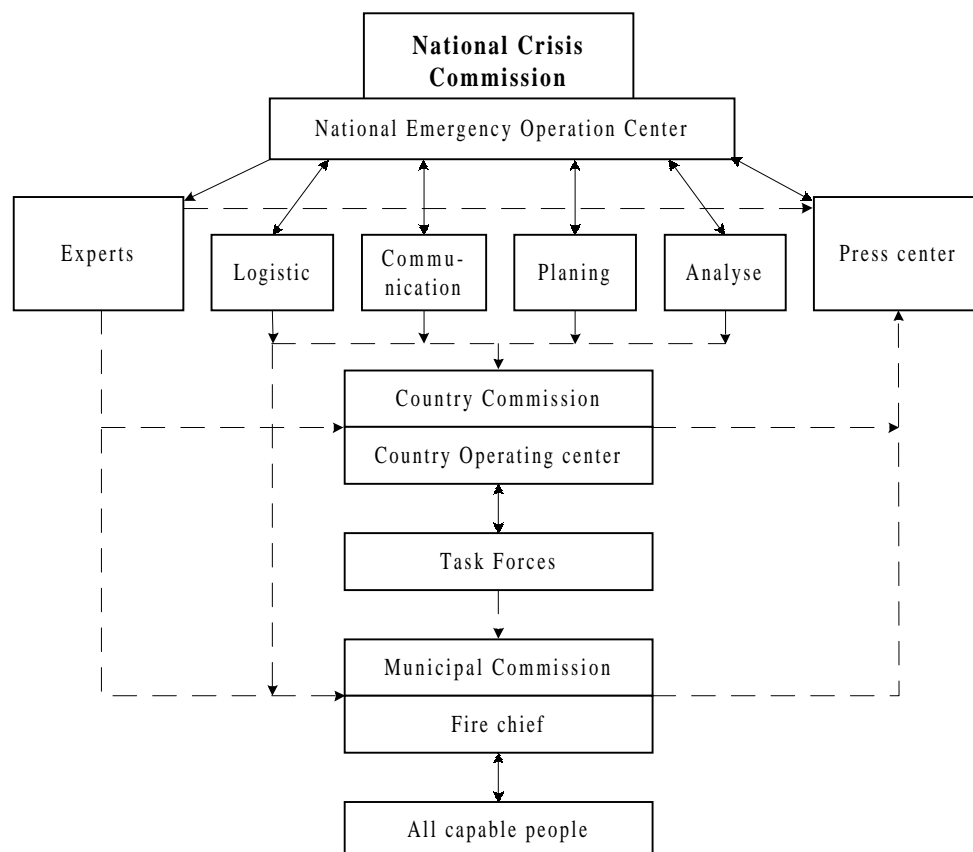 National Crisis
Commission
National Emergency Operation Center
Experts
Logistic
Commu-
nication
Planing
Analyse
Press center
Country Commission
Country Operating center
Task Forces
Municipal Commission
Fire chief
All capable people